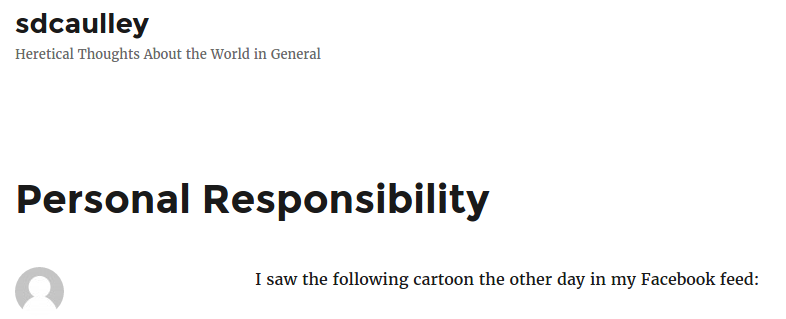 sdcaulley
Heretical Thoughts About the World in General
Personal Responsibility
I saw the following cartoon the other day in my Facebook feed: